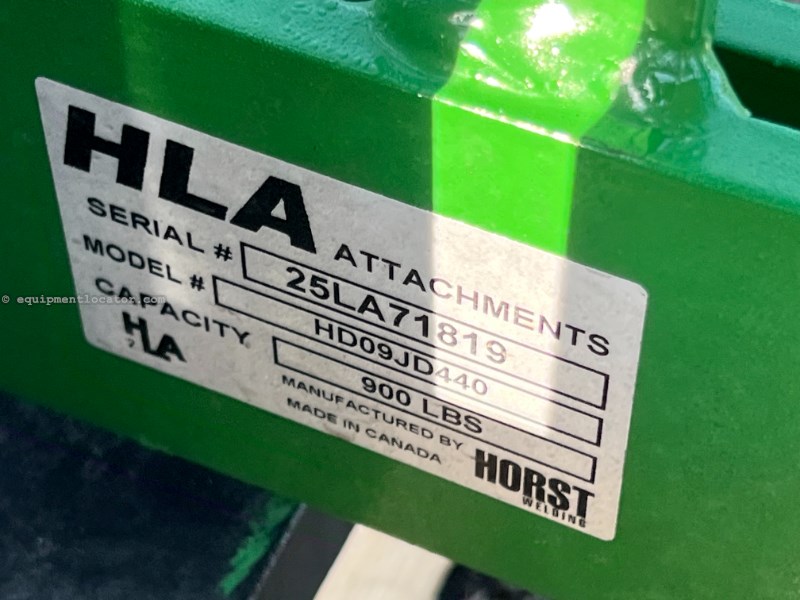 HLA ATTACHMENTS
SERIAL # 25LA71819
MODEL # HD09JD440
CAPACITY 900 LBS
HLA
MANUFACTURED BY
MADE IN CANADA
HORST
WELDING
© equipmentlocator.com